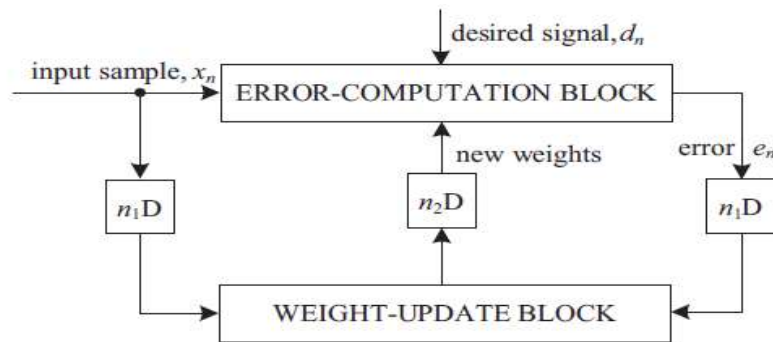 desired signal, dₙ
input sample, xₙ
ERROR-COMPUTATION BLOCK
new weights
error eₙ
n₁D
n₂D
n₁D
WEIGHT-UPDATE BLOCK